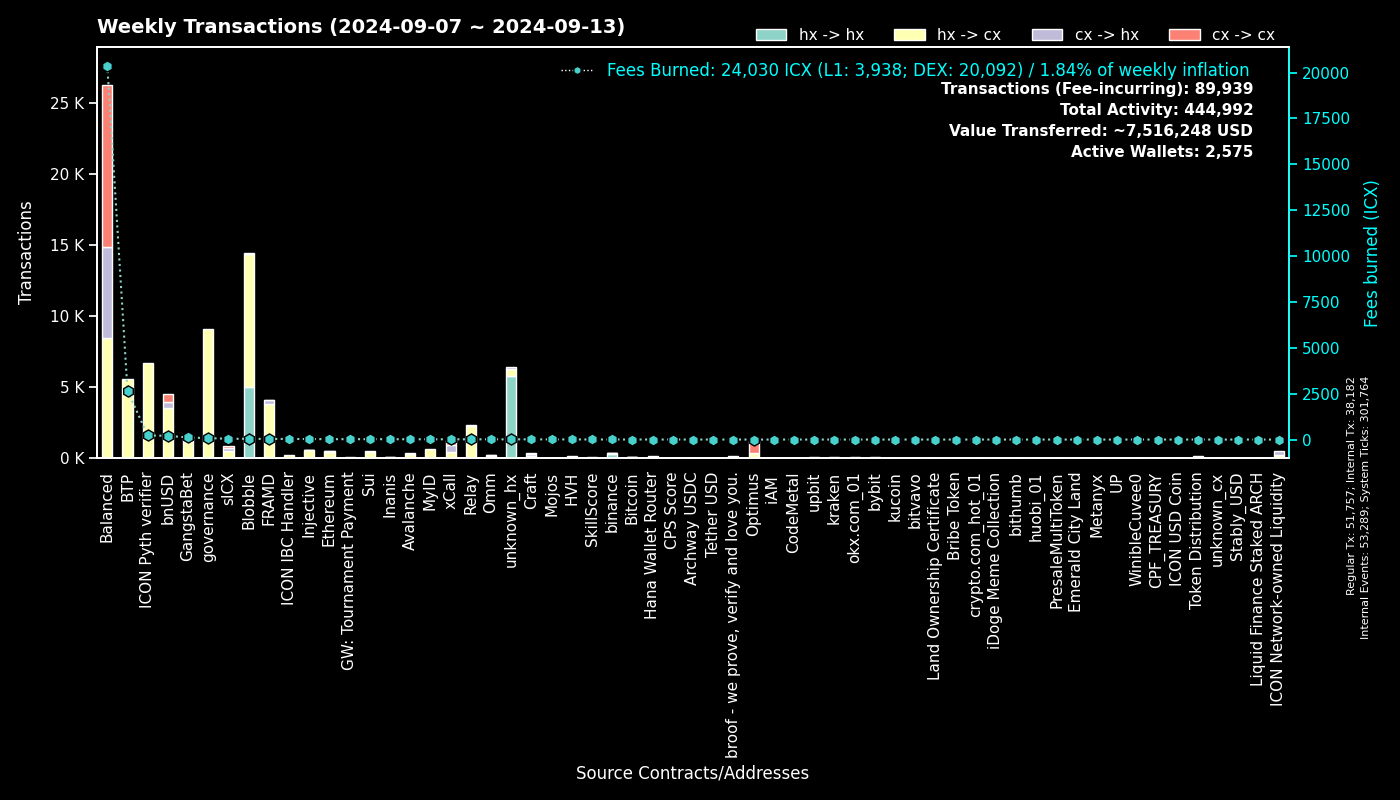 Weekly Transactions (2024-09-07 ~ 2024-09-13)
hx -> hx
hx -> cx
cx -> hx
cx -> cx
Fees Burned: 24,030 ICX (L1: 3,938; DEX: 20,092) / 1.84% of weekly inflation
Transactions (Fee-incurring): 89,939
Total Activity: 444,992
Value Transferred: ~7,516,248 USD
Active Wallets: 2,575
Transactions
25 K
20 K
15 K
10 K
5 K
0 K
20000
17500
15000
12500
10000
7500
5000
2500
0
Fees burned (ICX)
Regular Tx: 51,757; Internal Tx: 38,182
Internal Events: 53,289; System Ticks: 301,764
Balanced
BTP
ICON Pyth verifier
bnUSD
GangstaBet
governance
sICX
Blobble
FRAMD
ICON IBC Handler
Injective
Ethereum
GW: Tournament Payment
Sui
Inanis
Avalanche
MyID
xCall
Relay
Omm
unknown_hx
Craft
Mojos
HVH
SkillScore
binance
Bitcoin
Hana Wallet Router
CPS Score
Archway USDC
Tether USD
broof - we prove, verify and love you.
Optimus
iAM
CodeMetal
upbit
kraken
okx.com_01
bybit
kucoin
bitvavo
Land Ownership Certificate
Bribe Token
crypto.com_hot_01
iDoge Meme Collection
bithumb
huobi_01
PresaleMultiToken
Emerald City Land
Metanyx
UP
WinibleCuvee0
CPF_TREASURY
ICON USD Coin
Token Distribution
unknown_cx
Stably_USD
Liquid Finance Staked ARCH
ICON Network-owned Liquidity
Source Contracts/Addresses